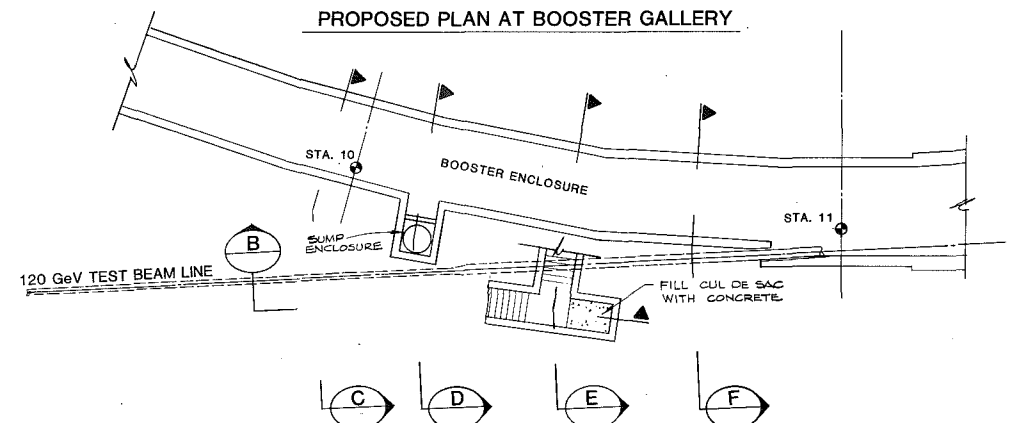 PROPOSED PLAN AT BOOSTER GALLERY
STA. 10
BOOSTER ENCLOSURE
STA. 11
SUMP
ENCLOSURE
B
120 GeV TEST BEAM LINE
FILL CUL DE SAC
WITH CONCRETE
C
D
E
F